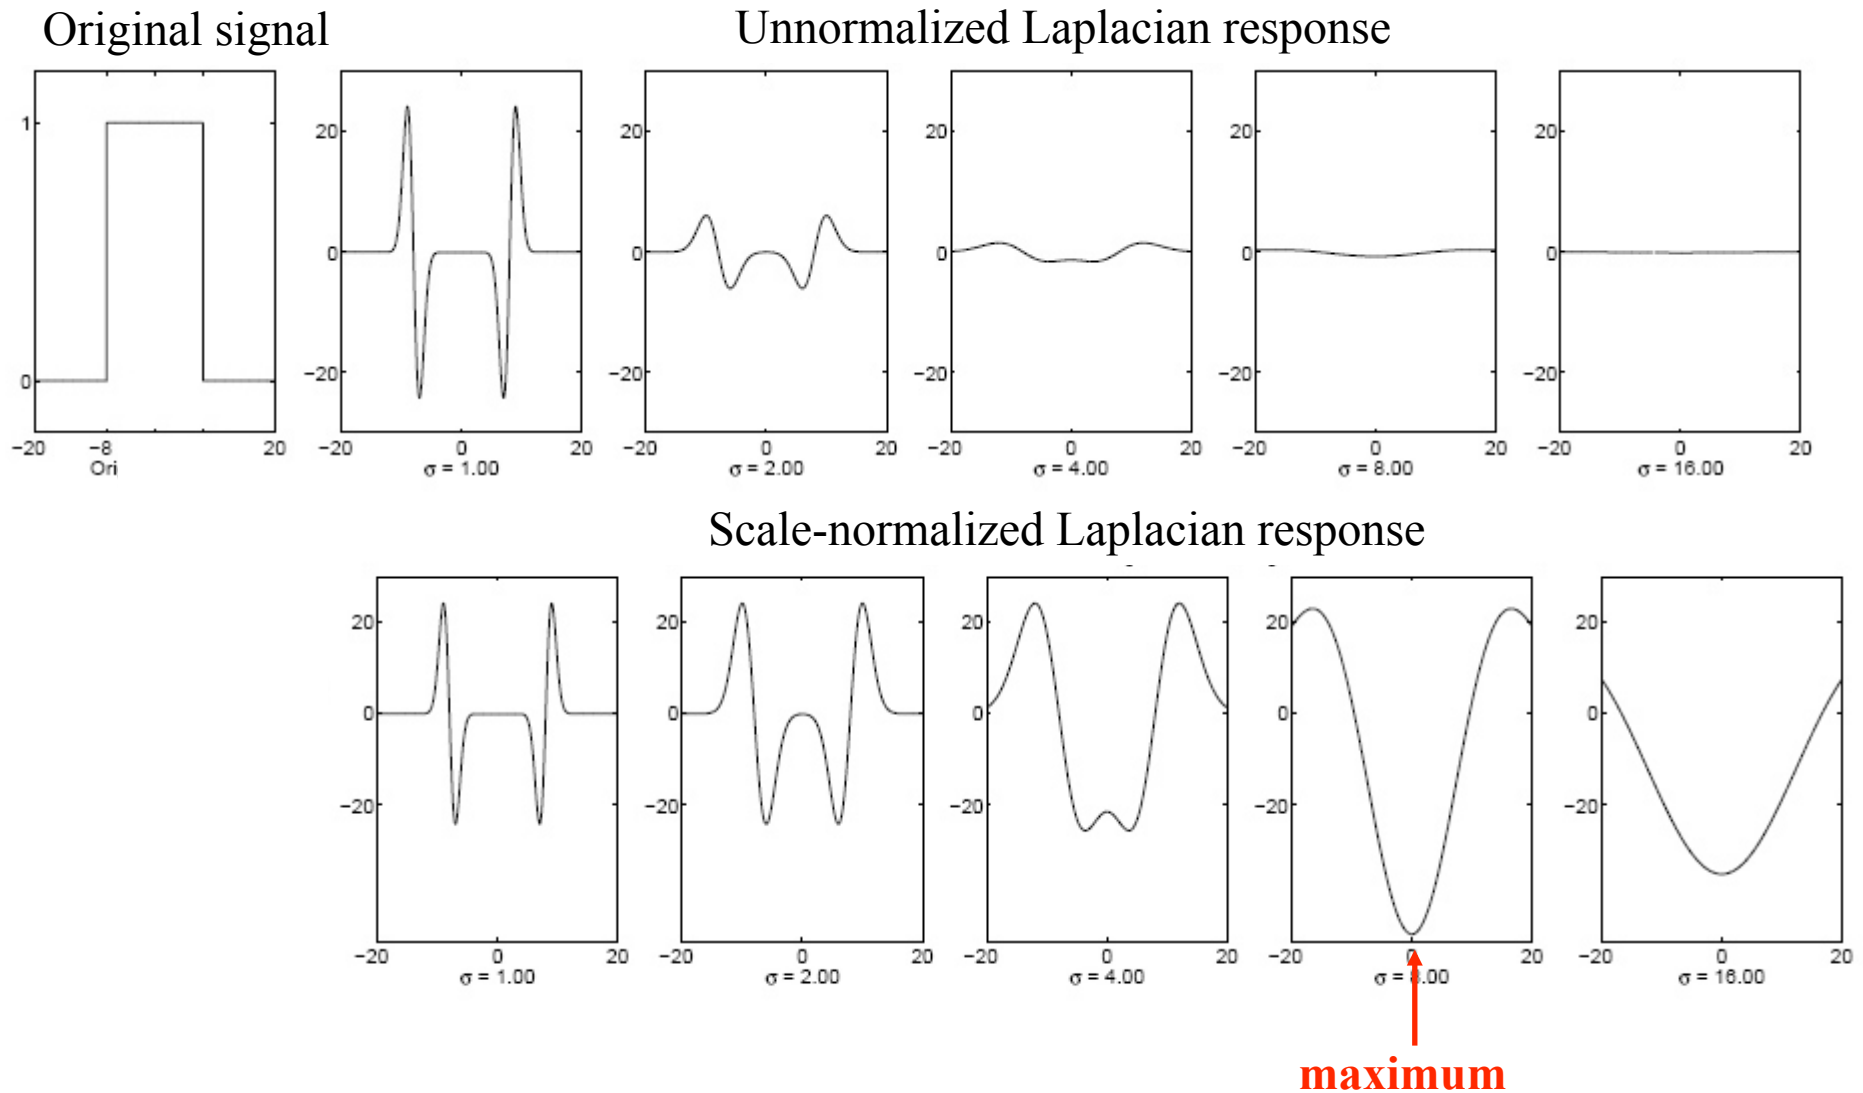 Original signal
Unnormalized Laplacian response
1
0
−20 −8 20
Ori
20
0
−20
−20 0 20
σ = 1.00
20
0
−20
−20 0 20
σ = 2.00
20
0
−20
−20 0 20
σ = 4.00
20
0
−20
−20 0 20
σ = 8.00
20
0
−20
−20 0 20
σ = 16.00
Scale-normalized Laplacian response
20
0
−20
−20 0 20
σ = 1.00
20
0
−20
−20 0 20
σ = 2.00
20
0
−20
−20 0 20
σ = 4.00
20
0
−20
−20 0 20
σ = 8.00
20
0
−20
−20 0 20
σ = 16.00
maximum